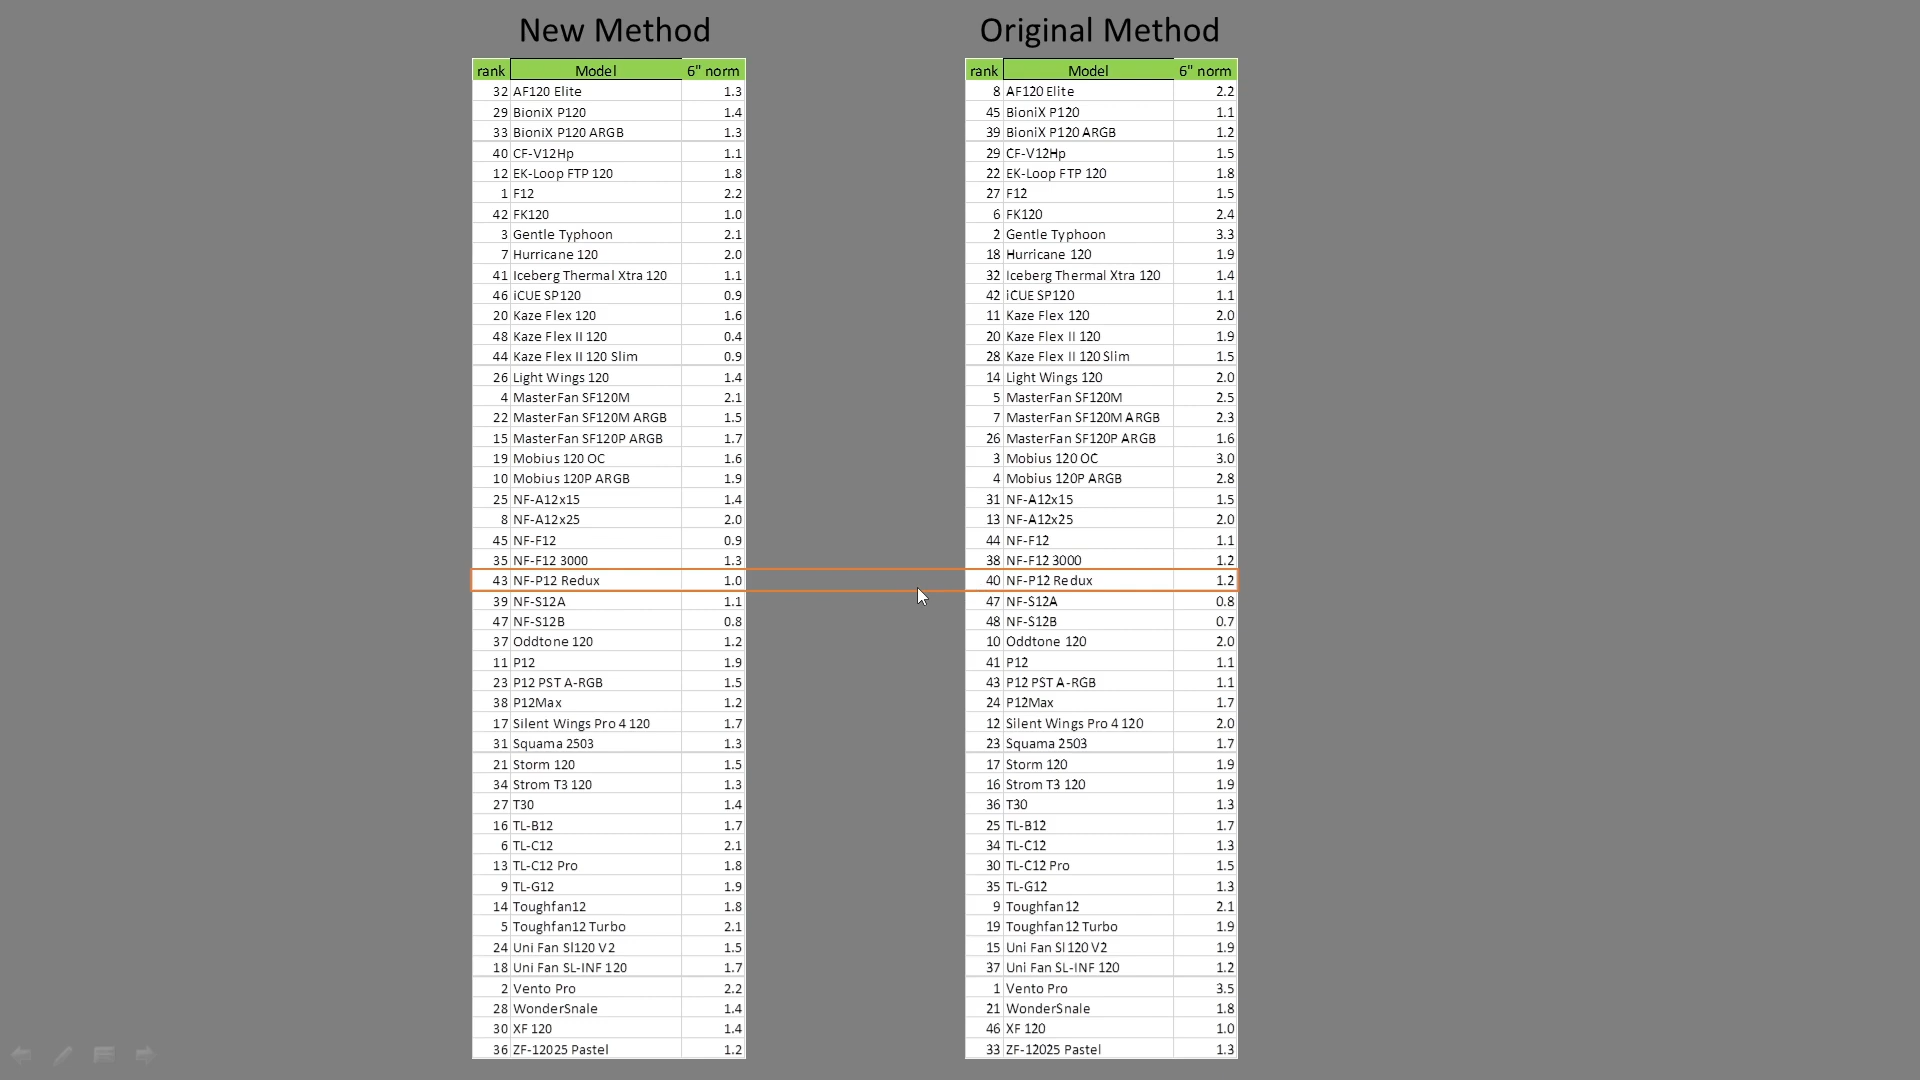 New Method
rank Model 6" norm
32 AF120 Elite 1.3
29 BioniX P120 1.4
33 BioniX P120 ARGB 1.3
40 CF-V12Hp 1.1
12 EK-Loop FTP 120 1.8
1 F12 2.2
42 FK120 1.0
3 Gentle Typhoon 2.1
7 Hurricane 120 2.0
41 Iceberg Thermal Xtra 120 1.1
46 iCUE SP120 0.9
20 Kaze Flex 120 1.6
48 Kaze Flex II 120 0.4
44 Kaze Flex II 120 Slim 0.9
26 Light Wings 120 1.4
4 MasterFan SF120M 2.1
22 MasterFan SF120M ARGB 1.5
15 MasterFan SF120P ARGB 1.7
19 Mobius 120 OC 1.6
10 Mobius 120P ARGB 1.9
25 NF-A12x15 1.4
8 NF-A12x25 2.0
45 NF-F12 0.9
35 NF-F12 3000 1.3
43 NF-P12 Redux 1.0
39 NF-S12A 1.1
47 NF-S12B 0.8
37 Oddtone 120 1.2
11 P12 1.9
23 P12 PST A-RGB 1.5
38 P12Max 1.2
17 Silent Wings Pro 4 120 1.7
31 Squama 2503 1.3
21 Storm 120 1.5
34 Strom T3 120 1.3
27 T30 1.4
16 TL-B12 1.7
6 TL-C12 2.1
13 TL-C12 Pro 1.8
9 TL-G12 1.9
14 Toughfan12 1.8
5 Toughfan12 Turbo 2.1
24 Uni Fan Sl120 V2 1.5
18 Uni Fan SL-INF 120 1.7
2 Vento Pro 2.2
28 WonderSnale 1.4
30 XF 120 1.4
36 ZF-12025 Pastel 1.2
Original Method
rank Model 6" norm
8 AF120 Elite 2.2
45 BioniX P120 1.1
39 BioniX P120 ARGB 1.2
29 CF-V12Hp 1.5
22 EK-Loop FTP 120 1.8
27 F12 1.5
6 FK120 2.4
2 Gentle Typhoon 3.3
18 Hurricane 120 1.9
32 Iceberg Thermal Xtra 120 1.4
42 iCUE SP120 1.1
11 Kaze Flex 120 2.0
20 Kaze Flex II 120 1.9
28 Kaze Flex II 120 Slim 1.5
14 Light Wings 120 2.0
5 MasterFan SF120M 2.5
7 MasterFan SF120M ARGB 2.3
26 MasterFan SF120P ARGB 1.6
3 Mobius 120 OC 3.0
4 Mobius 120P ARGB 2.8
31 NF-A12x15 1.5
13 NF-A12x25 2.0
44 NF-F12 1.1
38 NF-F12 3000 1.2
40 NF-P12 Redux 1.2
47 NF-S12A 0.8
48 NF-S12B 0.7
10 Oddtone 120 2.0
41 P12 1.1
43 P12 PST A-RGB 1.1
24 P12Max 1.7
12 Silent Wings Pro 4 120 2.0
23 Squama 2503 1.7
17 Storm 120 1.9
16 Strom T3 120 1.9
36 T30 1.3
25 TL-B12 1.7
34 TL-C12 1.3
30 TL-C12 Pro 1.5
35 TL-G12 1.3
9 Toughfan12 2.1
19 Toughfan12 Turbo 1.9
15 Uni Fan Sl120 V2 1.9
37 Uni Fan SL-INF 120 1.2
1 Vento Pro 3.5
21 WonderSnale 1.8
46 XF 120 1.0
33 ZF-12025 Pastel 1.3